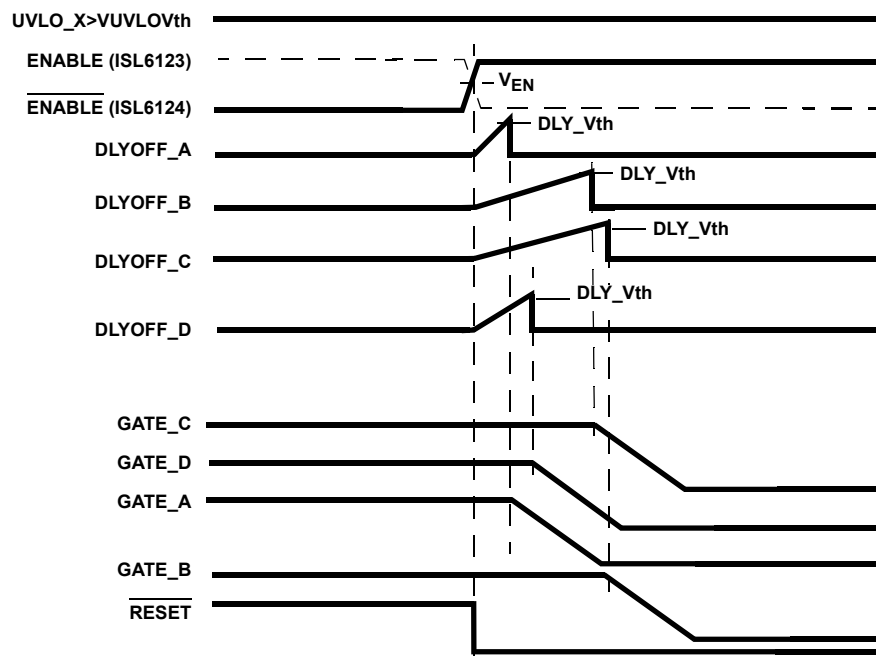 UVLO_X>VUVLOVth
ENABLE (ISL6123)
VEN
ENABLE (ISL6124)
DLY_Vth
DLYOFF_A
DLY_Vth
DLYOFF_B
DLY_Vth
DLYOFF_C
DLY_Vth
DLYOFF_D
GATE_C
GATE_D
GATE_A
GATE_B
RESET